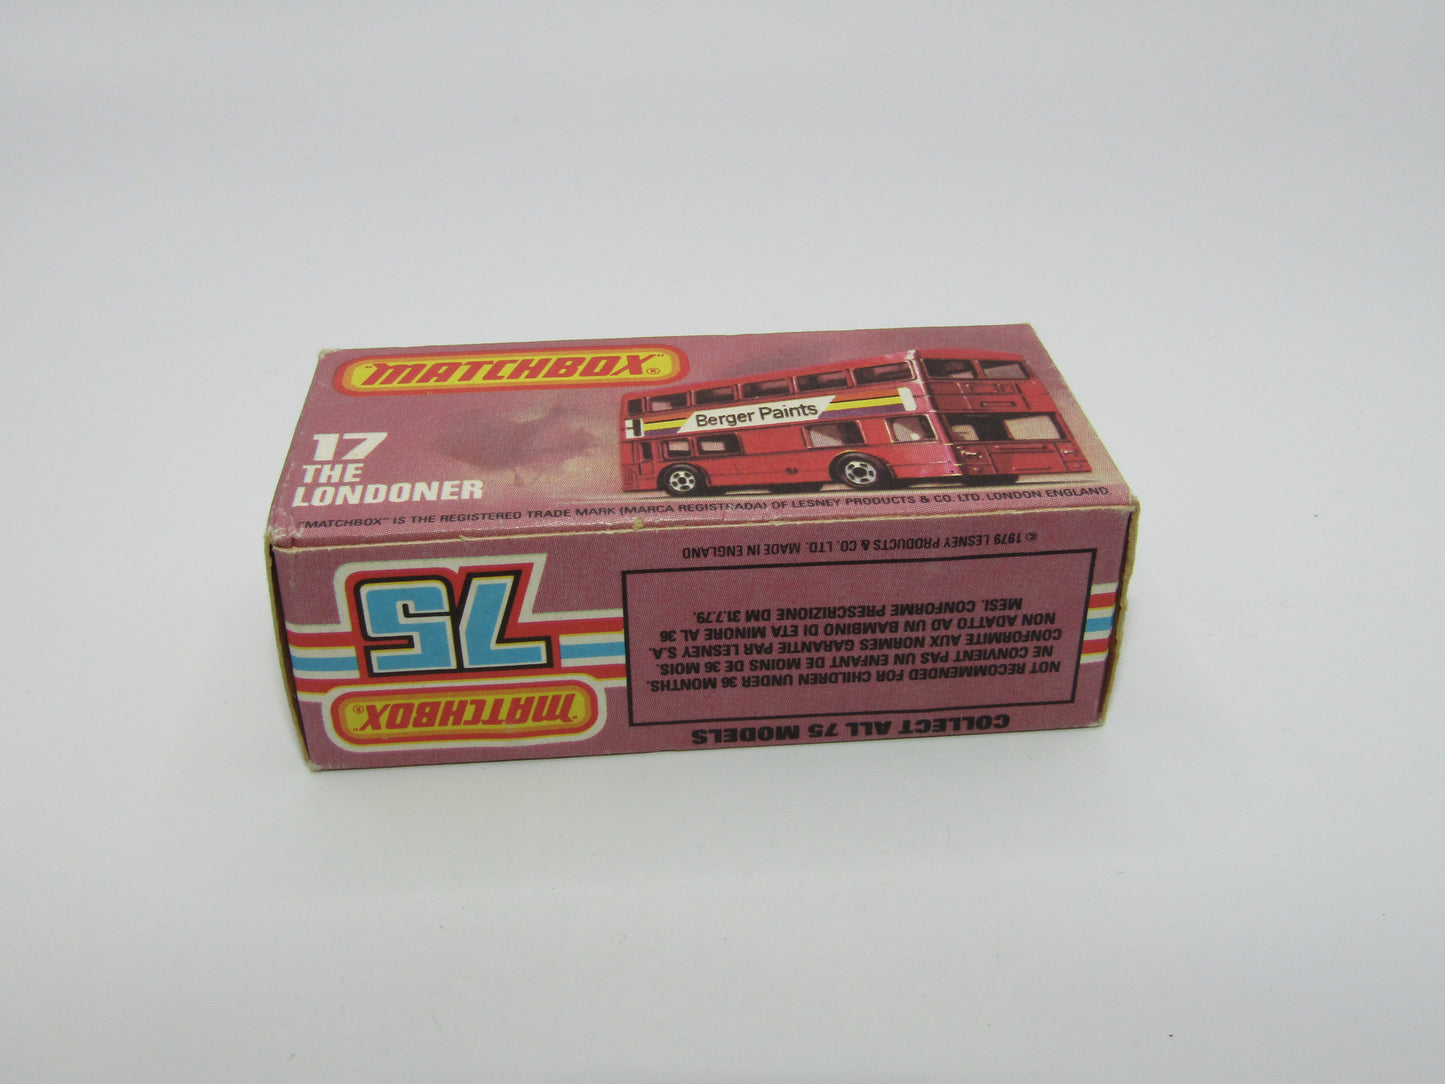 "MATCHBOX"®
17
THE
LONDONER
Berger Paints
"MATCHBOX" IS THE REGISTERED TRADE MARK (MARCA REGISTRADA) OF LESNEY PRODUCTS & CO. LTD. LONDON ENGLAND
"MATCHBOX"®
75
COLLECT ALL 75 MODELS
NOT RECOMMENDED FOR CHILDREN UNDER 36 MONTHS.
NE CONVIENT PAS UN ENFANT DE MOINS DE 36 MOIS.
CONFORMITE AUX NORMES GARANTIE PAR LESNEY S.A.
NON ADATTO AD UN BAMBINO DI ETA MINORE AL 36
MESI. CONFORME PRESCRIZIONE DM 31.7.79.
© 1979 LESNEY PRODUCTS & CO. LTD. MADE IN ENGLAND